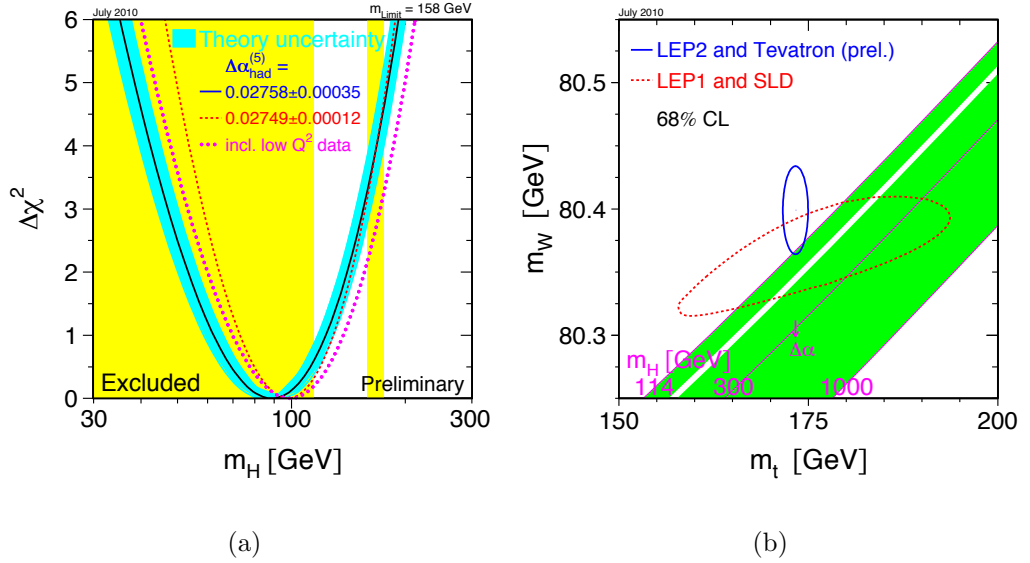 July 2010
m_Limit = 158 GeV
6
5
4
3
2
1
0
Δχ²
Theory uncertainty
Δα_had^(5) =
0.02758±0.00035
0.02749±0.00012
incl. low Q² data
Excluded
Preliminary
30
100
300
m_H [GeV]
(a)
July 2010
LEP2 and Tevatron (prel.)
LEP1 and SLD
68% CL
80.5
80.4
80.3
m_W [GeV]
Δα
m_H [GeV]
114
300
1000
150
175
200
m_t [GeV]
(b)